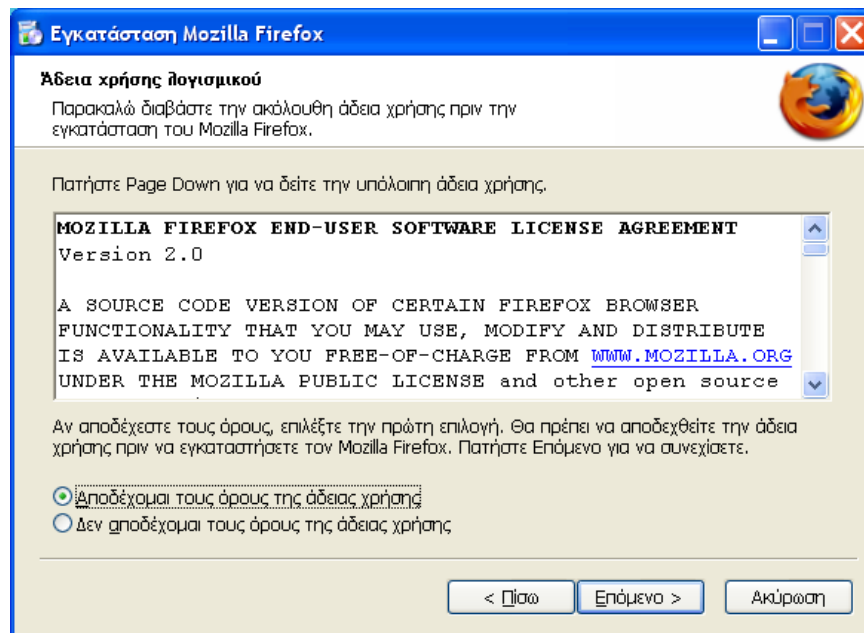 Εγκατάσταση Mozilla Firefox
Άδεια χρήσης λογισμικού
Παρακαλώ διαβάστε την ακόλουθη άδεια χρήσης πριν την
εγκατάσταση του Mozilla Firefox.
Πατήστε Page Down για να δείτε την υπόλοιπη άδεια χρήσης.
MOZILLA FIREFOX END-USER SOFTWARE LICENSE AGREEMENT
Version 2.0
A SOURCE CODE VERSION OF CERTAIN FIREFOX BROWSER
FUNCTIONALITY THAT YOU MAY USE, MODIFY AND DISTRIBUTE
IS AVAILABLE TO YOU FREE-OF-CHARGE FROM WWW.MOZILLA.ORG
UNDER THE MOZILLA PUBLIC LICENSE and other open source
Αν αποδέχεστε τους όρους, επιλέξτε την πρώτη επιλογή. Θα πρέπει να αποδεχθείτε την άδεια
χρήσης πριν να εγκαταστήσετε τον Mozilla Firefox. Πατήστε Επόμενο για να συνεχίσετε.
Αποδέχομαι τους όρους της άδειας χρήσης
Δεν αποδέχομαι τους όρους της άδειας χρήσης
< Πίσω Επόμενο > Ακύρωση